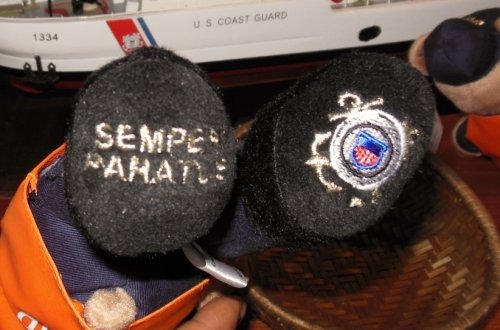 1334
U.S. COAST GUARD
SEMPER
PARATUS